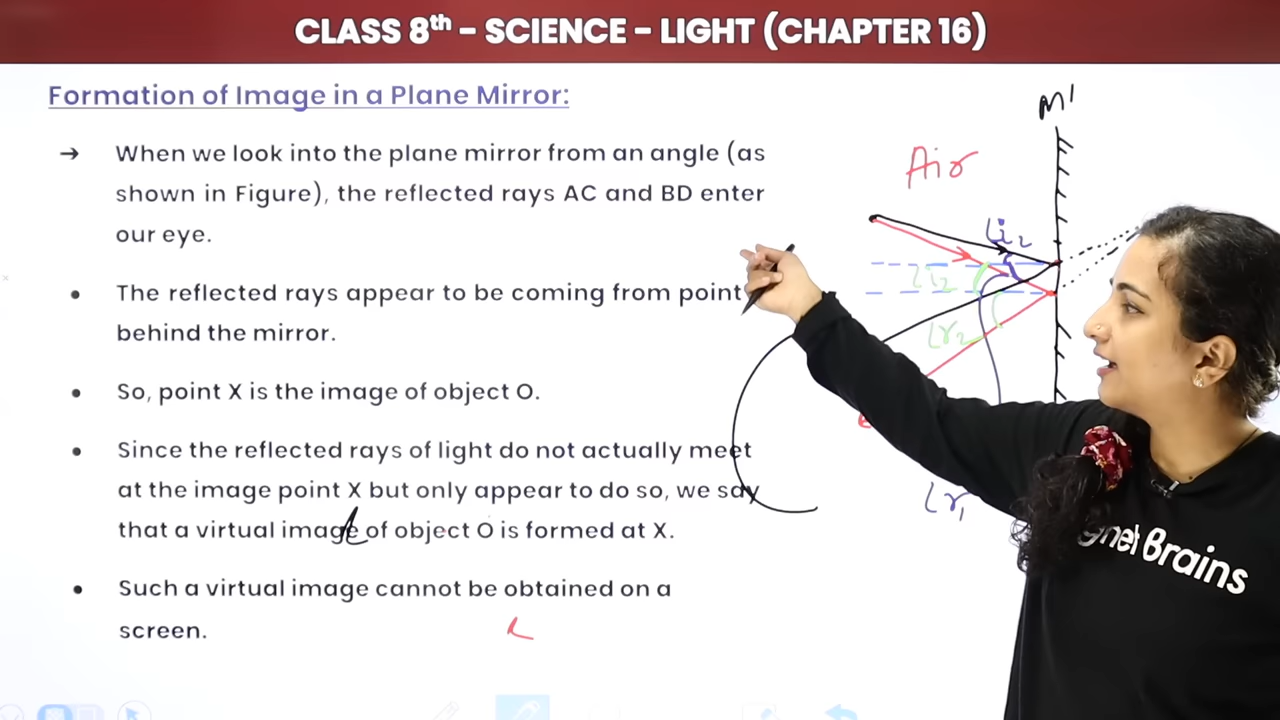 CLASS 8th - SCIENCE - LIGHT (CHAPTER 16)
Formation of Image in a Plane Mirror:
→ When we look into the plane mirror from an angle (as
shown in Figure), the reflected rays AC and BD enter
our eye.
• The reflected rays appear to be coming from point
behind the mirror.
• So, point X is the image of object O.
• Since the reflected rays of light do not actually meet
at the image point X but only appear to do so, we say
that a virtual image of object O is formed at X.
• Such a virtual image cannot be obtained on a
screen.
M'
Air
∠i2
∠i2
∠r2
∠r1
gnet Brains